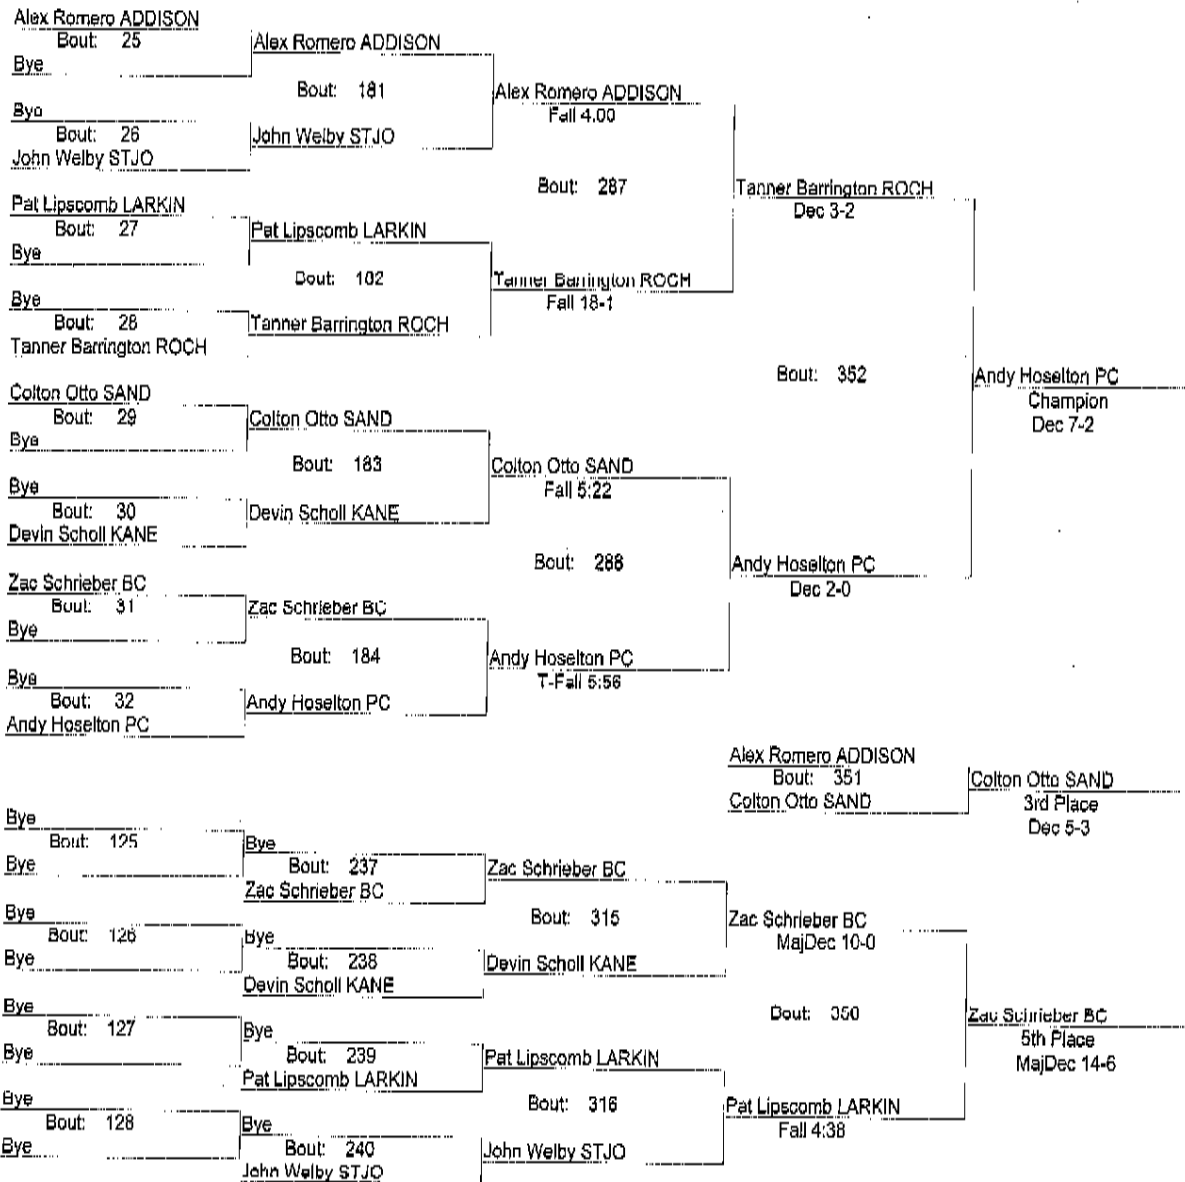 Alex Romero ADDISON
Bout: 25
Bye
Alex Romero ADDISON
Bout: 181
Bye
Bout: 26
John Welby STJO
John Welby STJO
Alex Romero ADDISON
Fall 4.00
Bout: 287
Pat Lipscomb LARKIN
Bout: 27
Bye
Pat Lipscomb LARKIN
Bout: 182
Bye
Bout: 28
Tanner Barrington ROCH
Tanner Barrington ROCH
Tanner Barrington ROCH
Fall 18-1
Tanner Barrington ROCH
Dec 3-2
Bout: 352
Colton Otto SAND
Bout: 29
Bye
Colton Otto SAND
Bout: 183
Bye
Bout: 30
Devin Scholl KANE
Devin Scholl KANE
Colton Otto SAND
Fall 5:22
Bout: 288
Zac Schrieber BC
Bout: 31
Bye
Zac Schrieber BC
Bout: 184
Bye
Bout: 32
Andy Hoselton PC
Andy Hoselton PC
Andy Hoselton PC
T-Fall 5:56
Andy Hoselton PC
Dec 2-0
Andy Hoselton PC
Champion
Dec 7-2
Alex Romero ADDISON
Bout: 351
Colton Otto SAND
Colton Otto SAND
3rd Place
Dec 5-3
Bye
Bout: 125
Bye
Bye
Bout: 237
Zac Schrieber BC
Zac Schrieber BC
Bout: 315
Bye
Bout: 126
Bye
Bye
Bout: 238
Devin Scholl KANE
Devin Scholl KANE
Zac Schrieber BC
MajDec 10-0
Bout: 350
Bye
Bout: 127
Bye
Bye
Bout: 239
Pat Lipscomb LARKIN
Pat Lipscomb LARKIN
Bout: 316
Bye
Bout: 128
Bye
Bye
Bout: 240
John Welby STJO
John Welby STJO
Pat Lipscomb LARKIN
Fall 4:38
Zac Schrieber BC
5th Place
MajDec 14-6